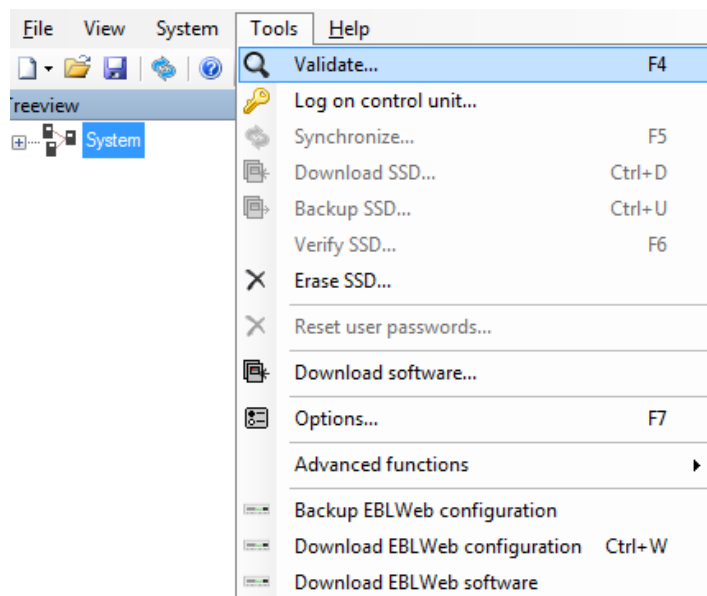 File View System Tools Help
Treeview
System
Validate... F4
Log on control unit...
Synchronize... F5
Download SSD... Ctrl+D
Backup SSD... Ctrl+U
Verify SSD... F6
Erase SSD...
Reset user passwords...
Download software...
Options... F7
Advanced functions
Backup EBLWeb configuration
Download EBLWeb configuration Ctrl+W
Download EBLWeb software